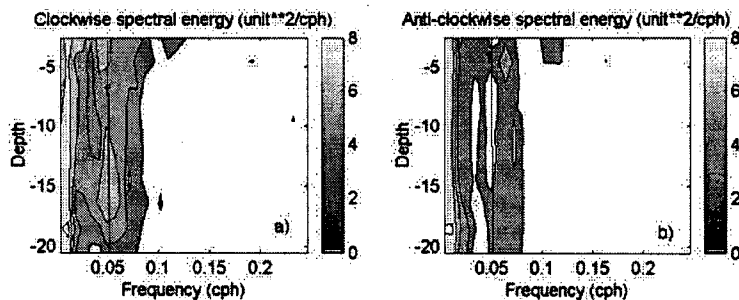 Clockwise spectral energy (unit**2/cph)
Anti-clockwise spectral energy (unit**2/cph)
-5
-10
-15
-20
Depth
0.05 0.1 0.15 0.2
Frequency (cph)
a)
8
6
4
2
0
-5
-10
-15
-20
Depth
0.05 0.1 0.15 0.2
Frequency (cph)
b)
8
6
4
2
0